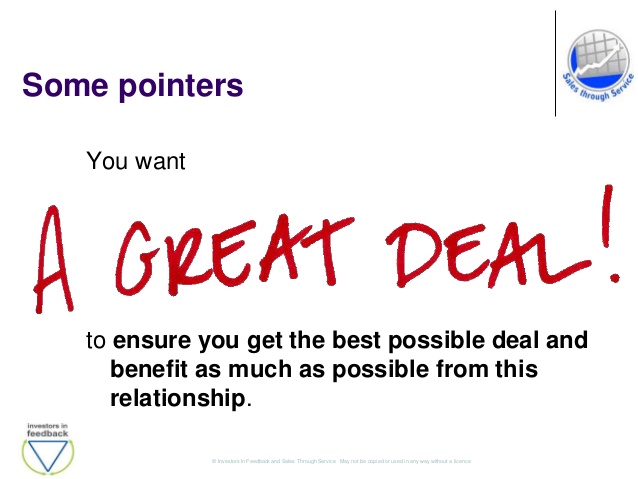 Some pointers
Sales through Service
You want
A GREAT DEAL!
to ensure you get the best possible deal and
benefit as much as possible from this
relationship.
investors in
feedback
© Investors in Feedback and Sales Through Service May not be copied or used in any way without a licence